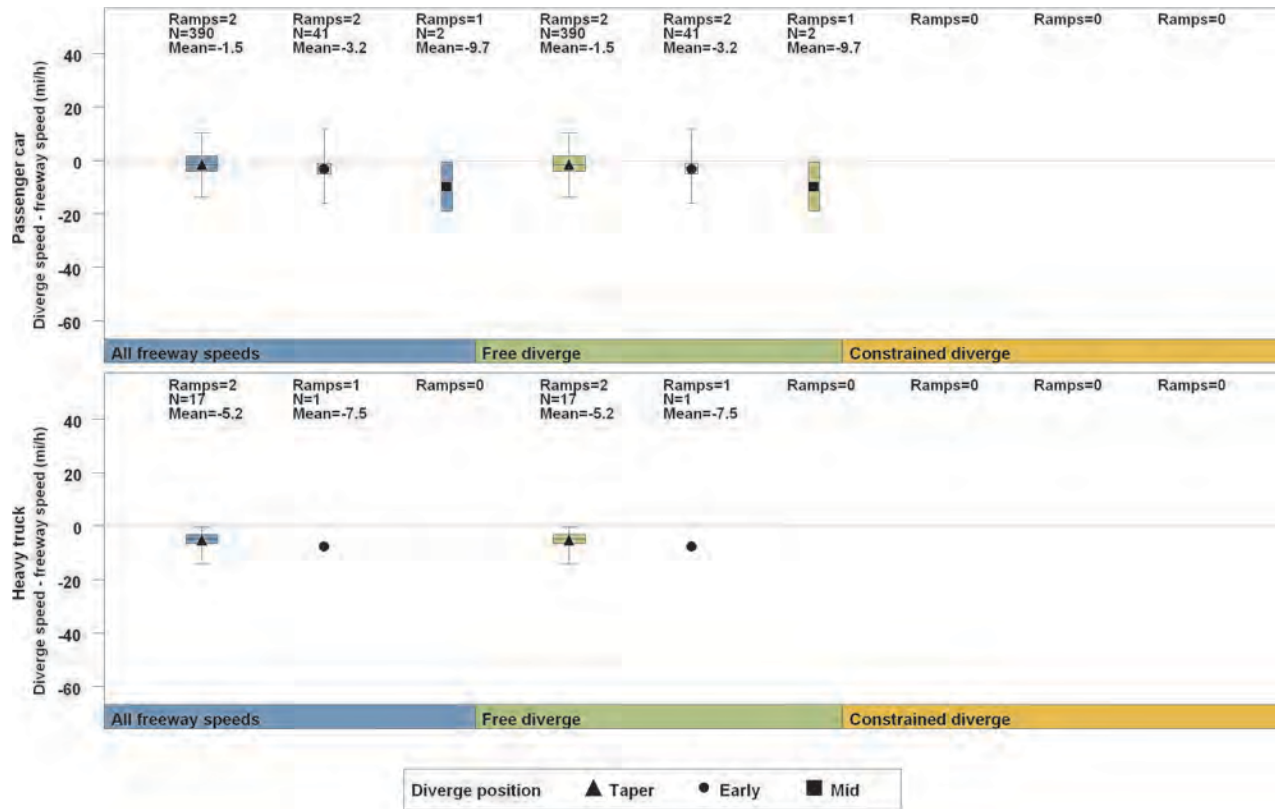 Ramps=2 Ramps=2 Ramps=1 Ramps=2 Ramps=2 Ramps=1 Ramps=0 Ramps=0 Ramps=0
N=390 N=41 N=2 N=390 N=41 N=2
Mean=-1.5 Mean=-3.2 Mean=-9.7 Mean=-1.5 Mean=-3.2 Mean=-9.7
Passenger car
Diverge speed - freeway speed (mi/h)
40
20
0
-20
-40
-60
All freeway speeds Free diverge Constrained diverge
Ramps=2 Ramps=1 Ramps=0 Ramps=2 Ramps=1 Ramps=0 Ramps=0 Ramps=0 Ramps=0
N=17 N=1 N=17 N=1
Mean=-5.2 Mean=-7.5 Mean=-5.2 Mean=-7.5
Heavy truck
Diverge speed - freeway speed (mi/h)
40
20
0
-20
-40
-60
All freeway speeds Free diverge Constrained diverge
Diverge position Taper Early Mid